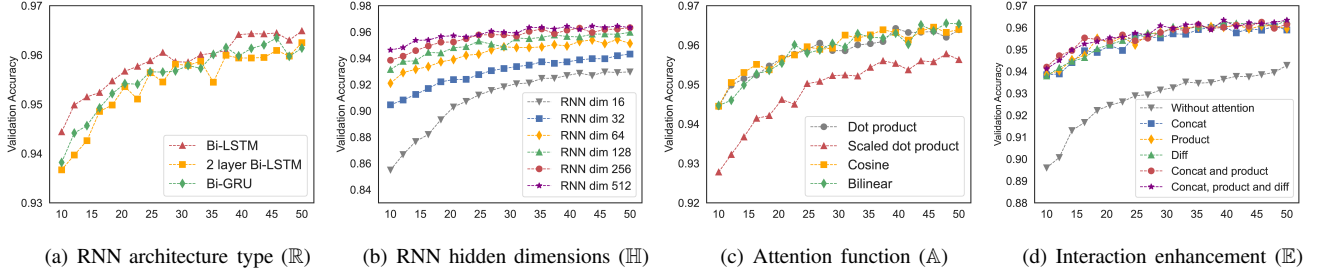 0.97
0.96
0.95
0.94
0.93
Validation Accuracy
Bi-LSTM
2 layer Bi-LSTM
Bi-GRU
10 15 20 25 30 35 40 45 50
(a) RNN architecture type (ℝ)
0.98
0.96
0.94
0.92
0.90
0.88
0.86
0.84
Validation Accuracy
RNN dim 16
RNN dim 32
RNN dim 64
RNN dim 128
RNN dim 256
RNN dim 512
10 15 20 25 30 35 40 45 50
(b) RNN hidden dimensions (ℍ)
0.97
0.96
0.95
0.94
0.93
0.92
Validation Accuracy
Dot product
Scaled dot product
Cosine
Bilinear
10 15 20 25 30 35 40 45 50
(c) Attention function (𝔸)
0.97
0.96
0.95
0.94
0.93
0.92
0.91
0.90
0.89
0.88
Validation Accuracy
Without attention
Concat
Product
Diff
Concat and product
Concat, product and diff
10 15 20 25 30 35 40 45 50
(d) Interaction enhancement (𝔼)